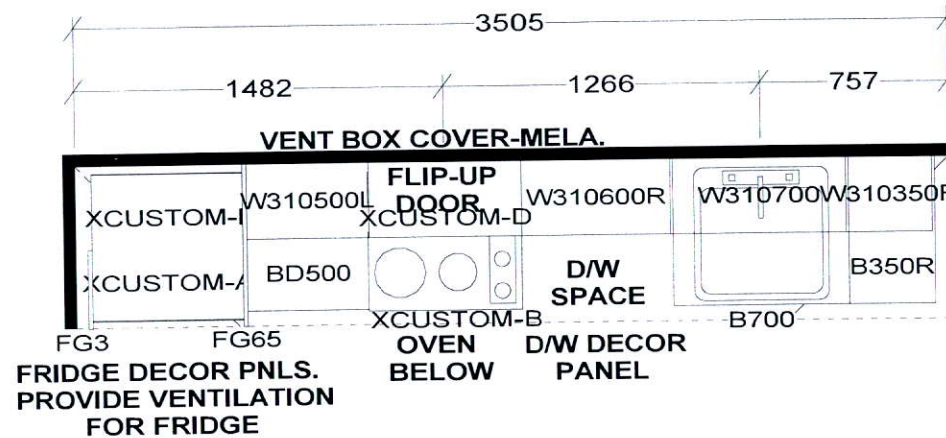 3505
1482
1266
757
VENT BOX COVER-MELA.
FLIP-UP
DOOR
W310500L
XCUSTOM-D
W310600R
W310700
W310350R
XCUSTOM-
XCUSTOM-A
BD500
D/W
SPACE
B350R
XCUSTOM-B
B700
OVEN
BELOW
D/W DECOR
PANEL
FG3
FG65
FRIDGE DECOR PNLS.
PROVIDE VENTILATION
FOR FRIDGE